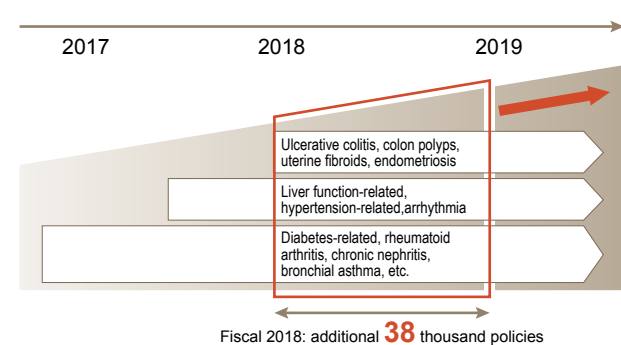 2017 2018 2019
Ulcerative colitis, colon polyps,
uterine fibroids, endometriosis
Liver function-related,
hypertension-related,arrhythmia
Diabetes-related, rheumatoid
arthritis, chronic nephritis,
bronchial asthma, etc.
Fiscal 2018: additional 38 thousand policies